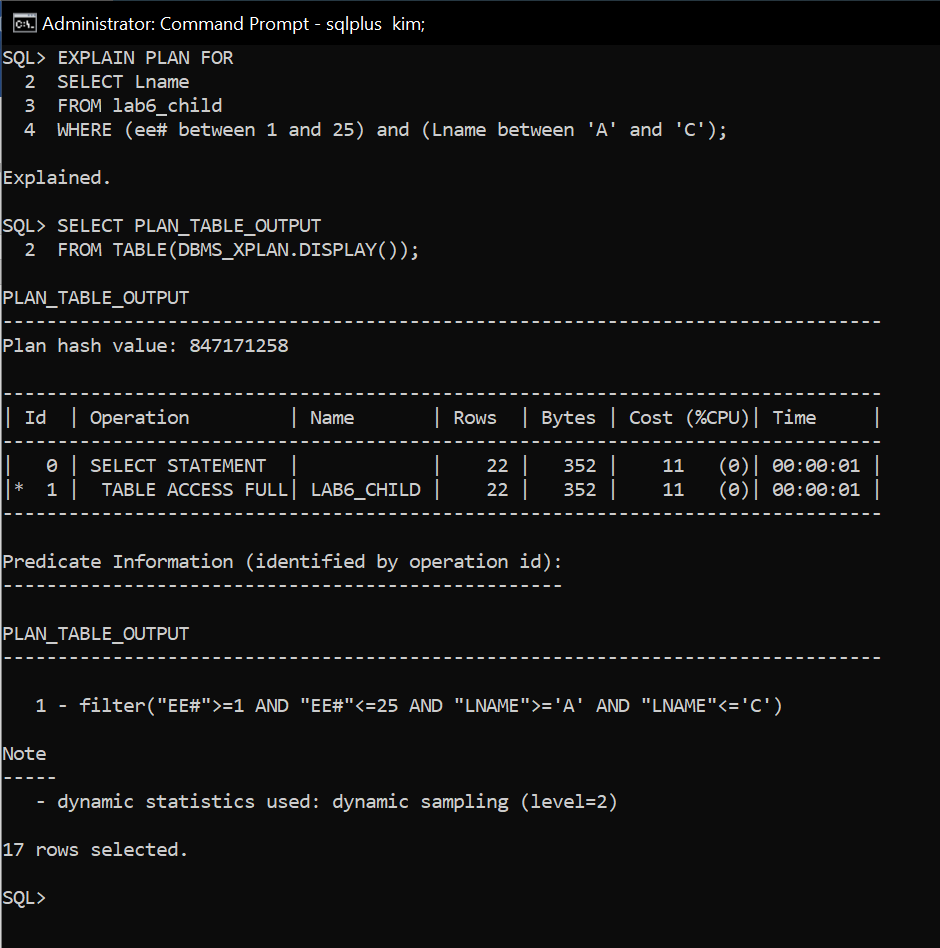 Administrator: Command Prompt - sqlplus  kim;
SQL> EXPLAIN PLAN FOR
  2  SELECT Lname
  3  FROM lab6_child
  4  WHERE (ee# between 1 and 25) and (Lname between 'A' and 'C');
Explained.
SQL> SELECT PLAN_TABLE_OUTPUT
  2  FROM TABLE(DBMS_XPLAN.DISPLAY());
PLAN_TABLE_OUTPUT
--------------------------------------------------------------------------------
Plan hash value: 847171258
--------------------------------------------------------------------------------
| Id  | Operation         | Name       | Rows  | Bytes | Cost (%CPU)| Time     |
--------------------------------------------------------------------------------
|   0 | SELECT STATEMENT  |            |    22 |   352 |    11   (0)| 00:00:01 |
|*  1 |  TABLE ACCESS FULL| LAB6_CHILD |    22 |   352 |    11   (0)| 00:00:01 |
--------------------------------------------------------------------------------
Predicate Information (identified by operation id):
---------------------------------------------------
PLAN_TABLE_OUTPUT
--------------------------------------------------------------------------------
   1 - filter("EE#">=1 AND "EE#"<=25 AND "LNAME">='A' AND "LNAME"<='C')
Note
-----
   - dynamic statistics used: dynamic sampling (level=2)
17 rows selected.
SQL>